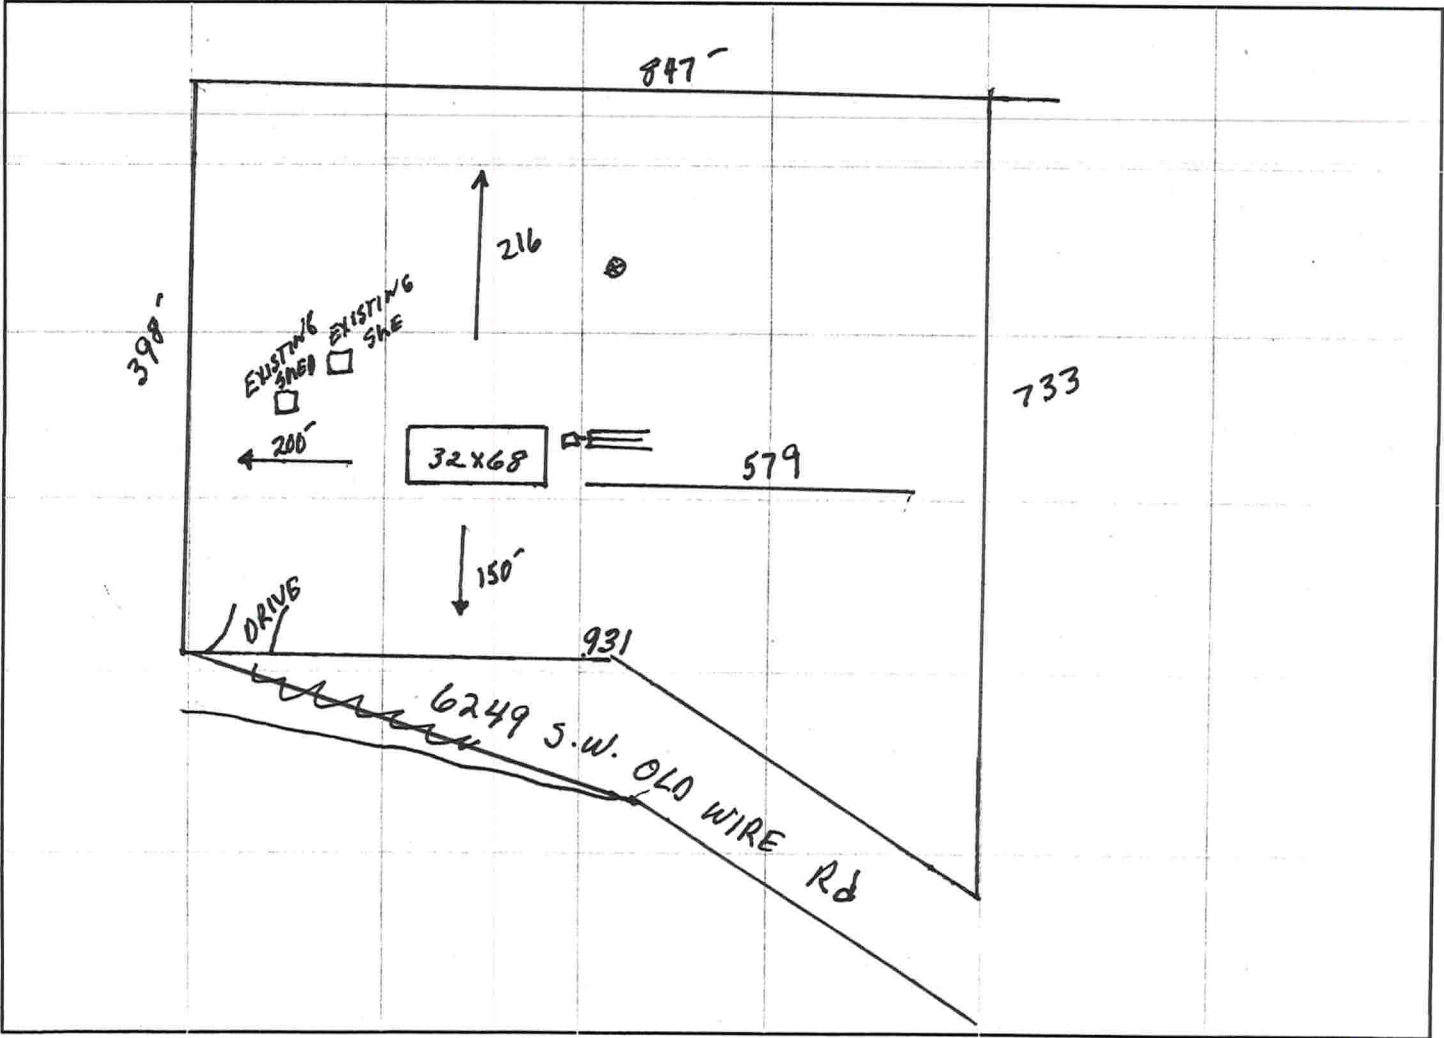 847'
216
398'
EXISTING
SHED
EXISTING
SHE
733
200'
32X68
579
150'
DRIVE
931
6249 S.W. OLD WIRE Rd